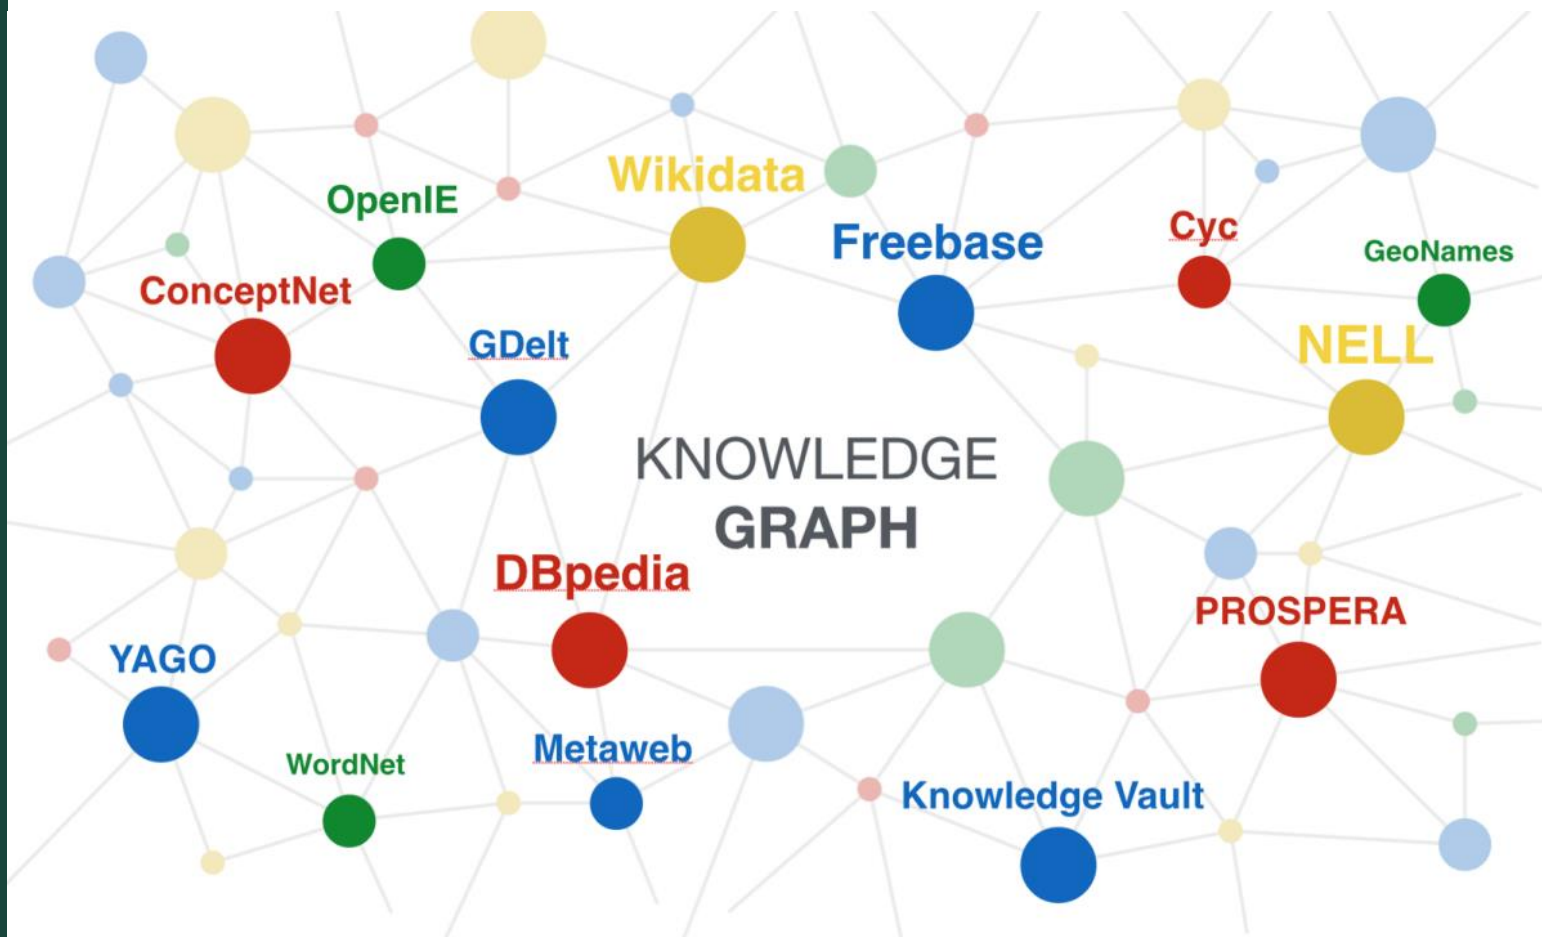 Wikidata
OpenIE
Freebase
Cyc
GeoNames
ConceptNet
GDelt
NELL
KNOWLEDGE
GRAPH
DBpedia
PROSPERA
YAGO
WordNet
Metaweb
Knowledge Vault